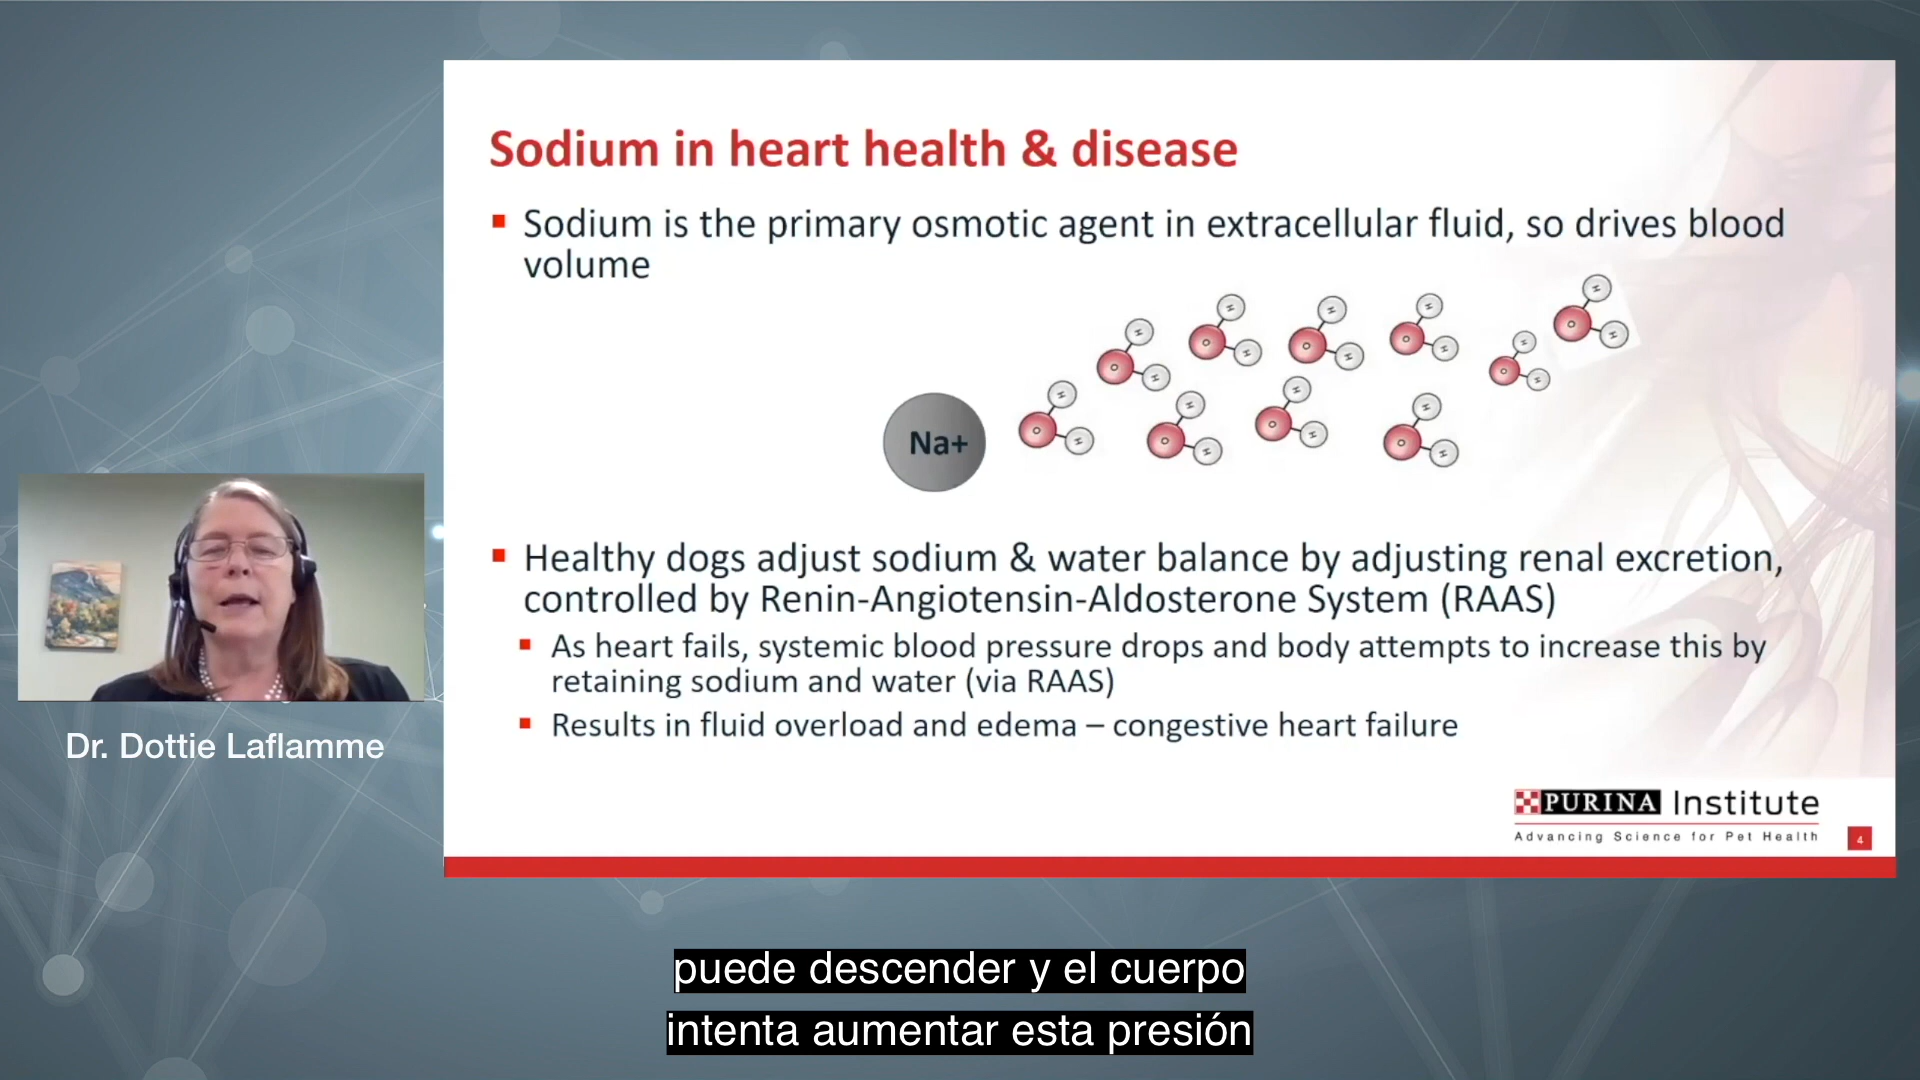 Sodium in heart health & disease
Sodium is the primary osmotic agent in extracellular fluid, so drives blood
volume
H
H
O
H
H
O
H
H
O
H
H
O
H
H
O
H
H
O
H
H
O
H
H
O
H
H
O
H
H
O
Na+
Healthy dogs adjust sodium & water balance by adjusting renal excretion,
controlled by Renin-Angiotensin-Aldosterone System (RAAS)
As heart fails, systemic blood pressure drops and body attempts to increase this by
retaining sodium and water (via RAAS)
Results in fluid overload and edema – congestive heart failure
Dr. Dottie Laflamme
PURINA Institute
Advancing Science for Pet Health
4
puede descender y el cuerpo
intenta aumentar esta presión